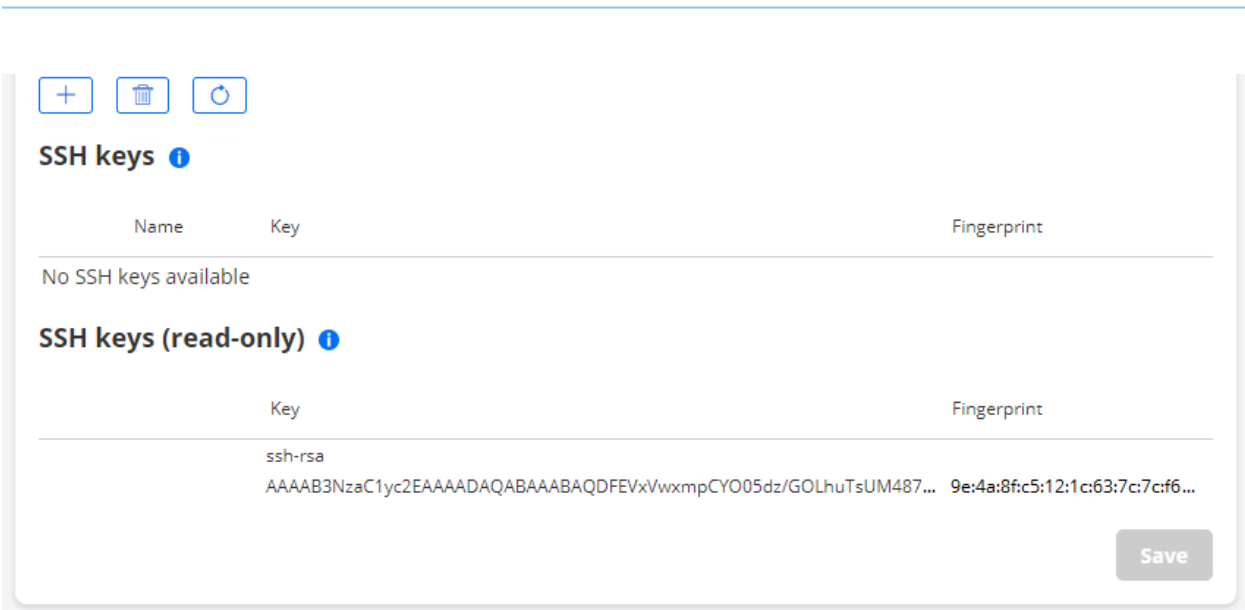 SSH keys
Name Key Fingerprint
No SSH keys available
SSH keys (read-only)
Key Fingerprint
ssh-rsa
AAAAB3NzaC1yc2EAAAADAQABAAABAQDFEVxVwxmpCYO05dz/GOLhuTsUM487... 9e:4a:8f:c5:12:1c:63:7c:7c:f6...
Save